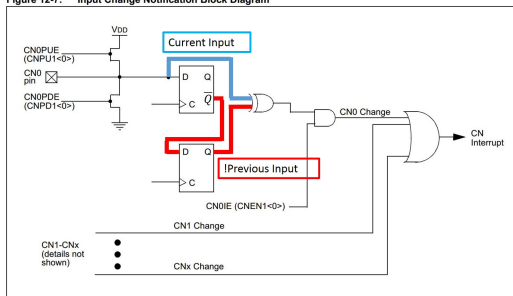 Figure 12-7: Input Change Notification Block Diagram
VDD
CN0PUE
(CNPU1<0>)
Current Input
CN0
pin
D Q
Q
C
CN0PDE
(CNPD1<0>)
CN0 Change
CN
Interrupt
D Q
C
!Previous Input
CN0IE (CNEN1<0>)
CN1 Change
CN1-CNx
(details not
shown)
CNx Change